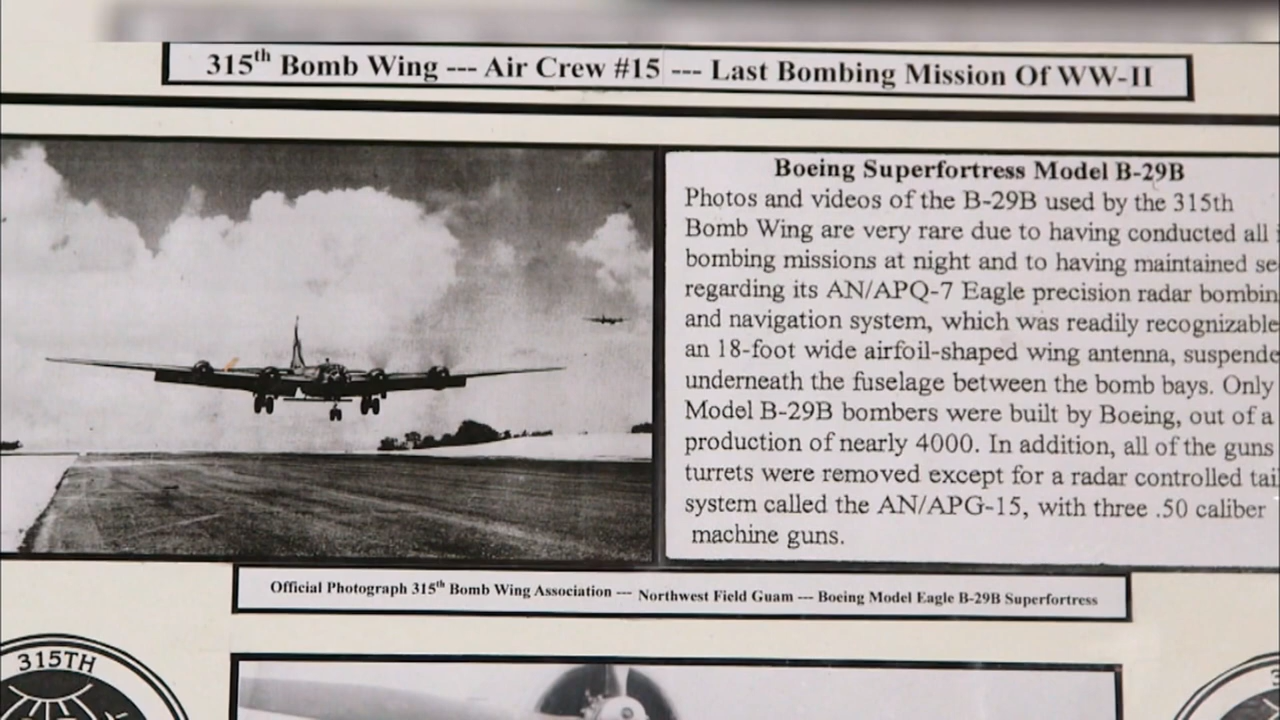 315th Bomb Wing --- Air Crew #15 --- Last Bombing Mission Of WW-II
Boeing Superfortress Model B-29B
Photos and videos of the B-29B used by the 315th
Bomb Wing are very rare due to having conducted all
bombing missions at night and to having maintained se
regarding its AN/APQ-7 Eagle precision radar bombin
and navigation system, which was readily recognizable
an 18-foot wide airfoil-shaped wing antenna, suspende
underneath the fuselage between the bomb bays. Only
Model B-29B bombers were built by Boeing, out of a
production of nearly 4000. In addition, all of the guns
turrets were removed except for a radar controlled tai
system called the AN/APG-15, with three .50 caliber
machine guns.
Official Photograph 315th Bomb Wing Association --- Northwest Field Guam --- Boeing Model Eagle B-29B Superfortress
315TH